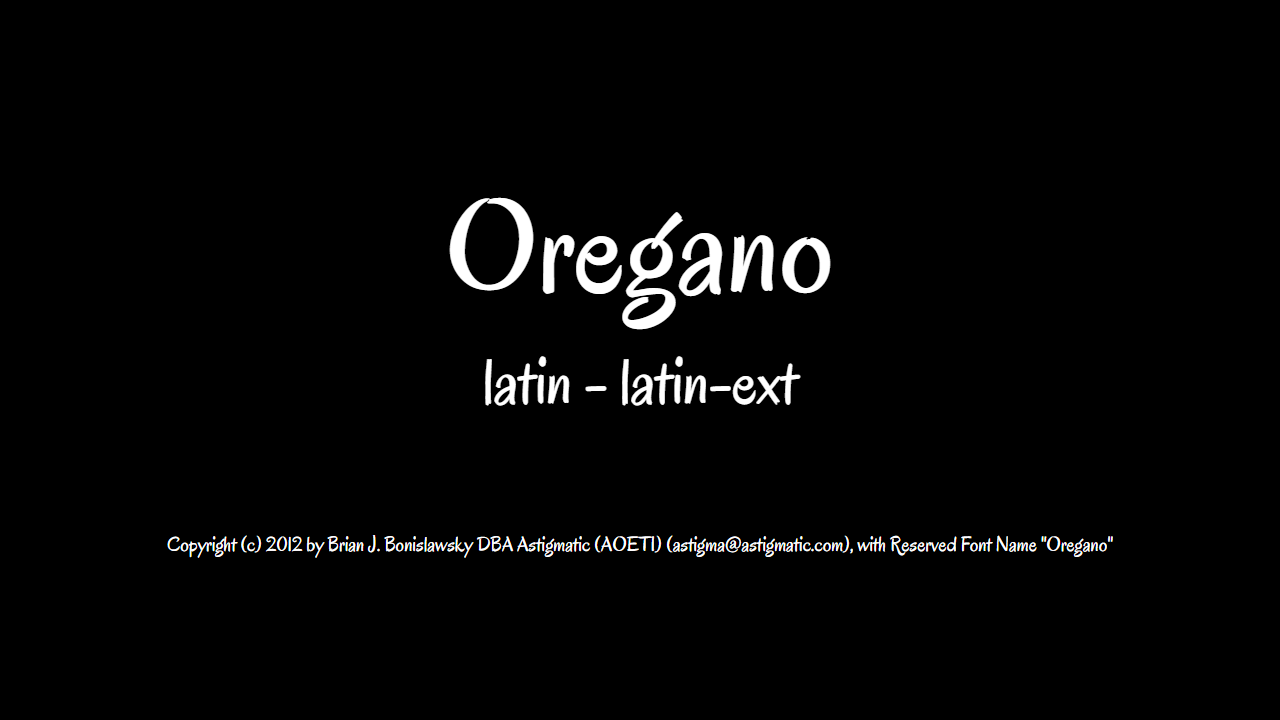 Oregano
latin - latin-ext
Copyright (c) 2012 by Brian J. Bonislawsky DBA Astigmatic (AOETI) (astigma@astigmatic.com), with Reserved Font Name "Oregano"